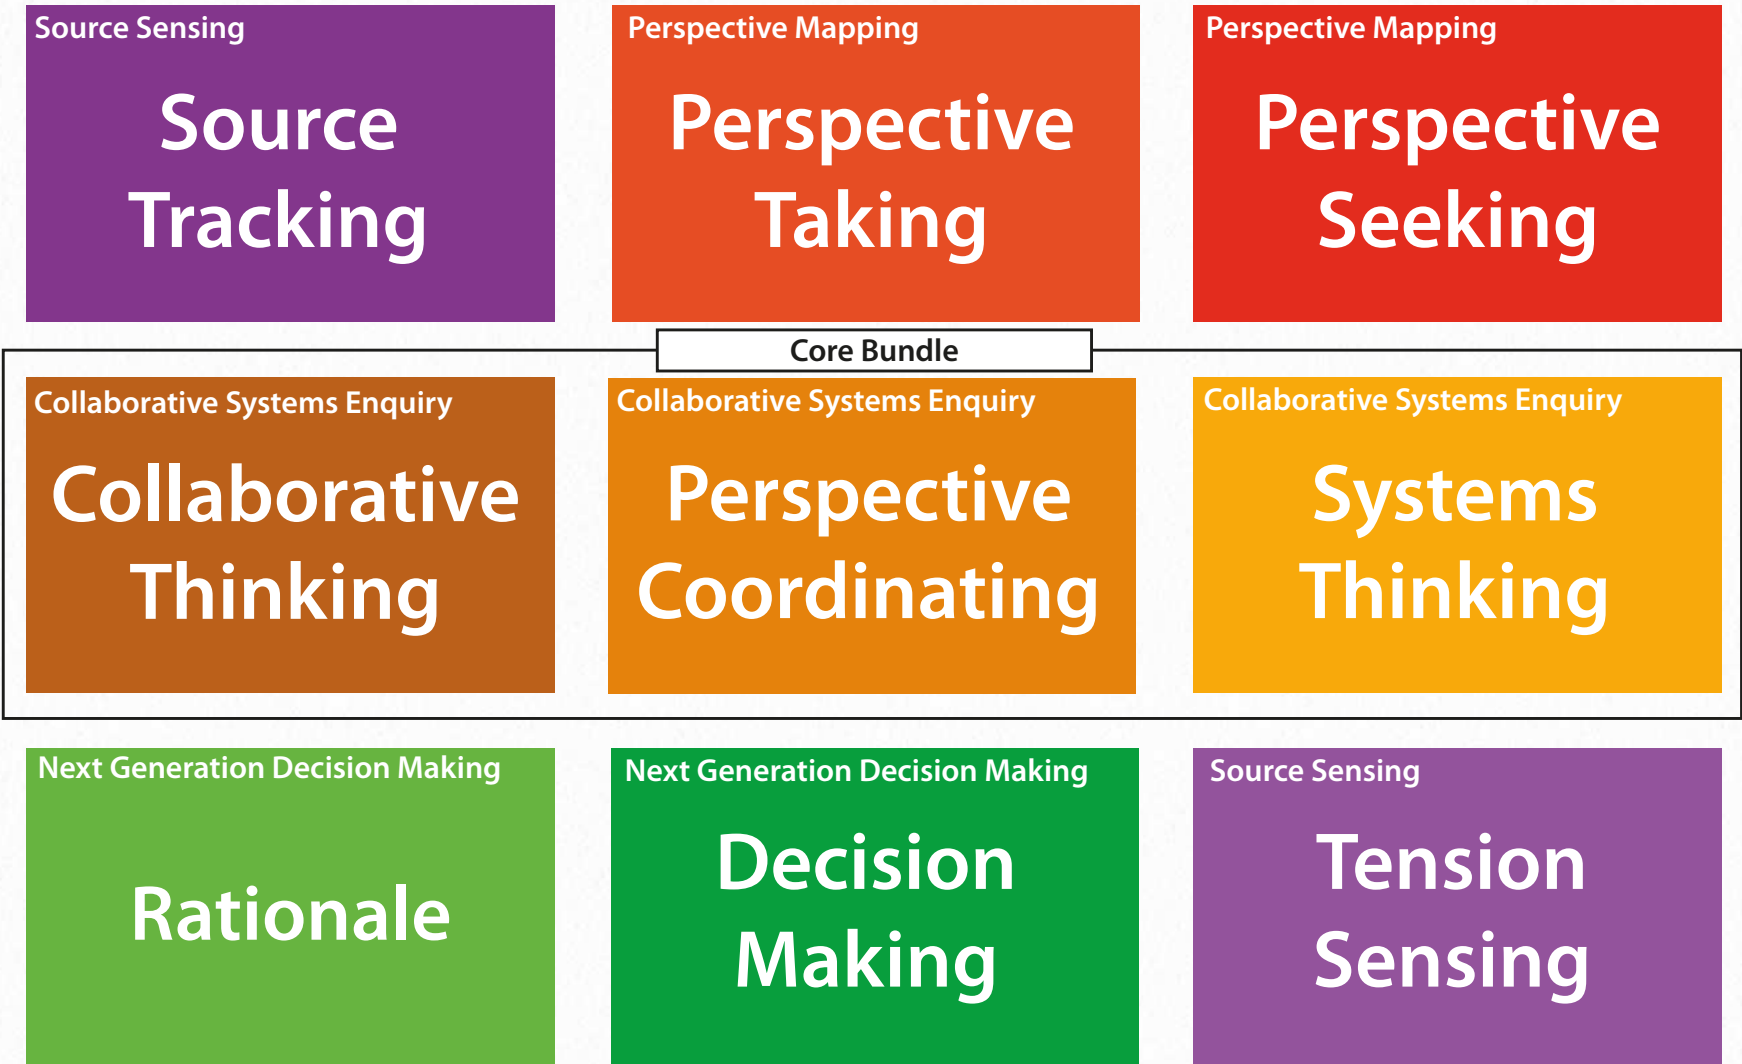 Source Sensing
Source
Tracking
Perspective Mapping
Perspective
Taking
Perspective Mapping
Perspective
Seeking
Core Bundle
Collaborative Systems Enquiry
Collaborative
Thinking
Collaborative Systems Enquiry
Perspective
Coordinating
Collaborative Systems Enquiry
Systems
Thinking
Next Generation Decision Making
Rationale
Next Generation Decision Making
Decision
Making
Source Sensing
Tension
Sensing